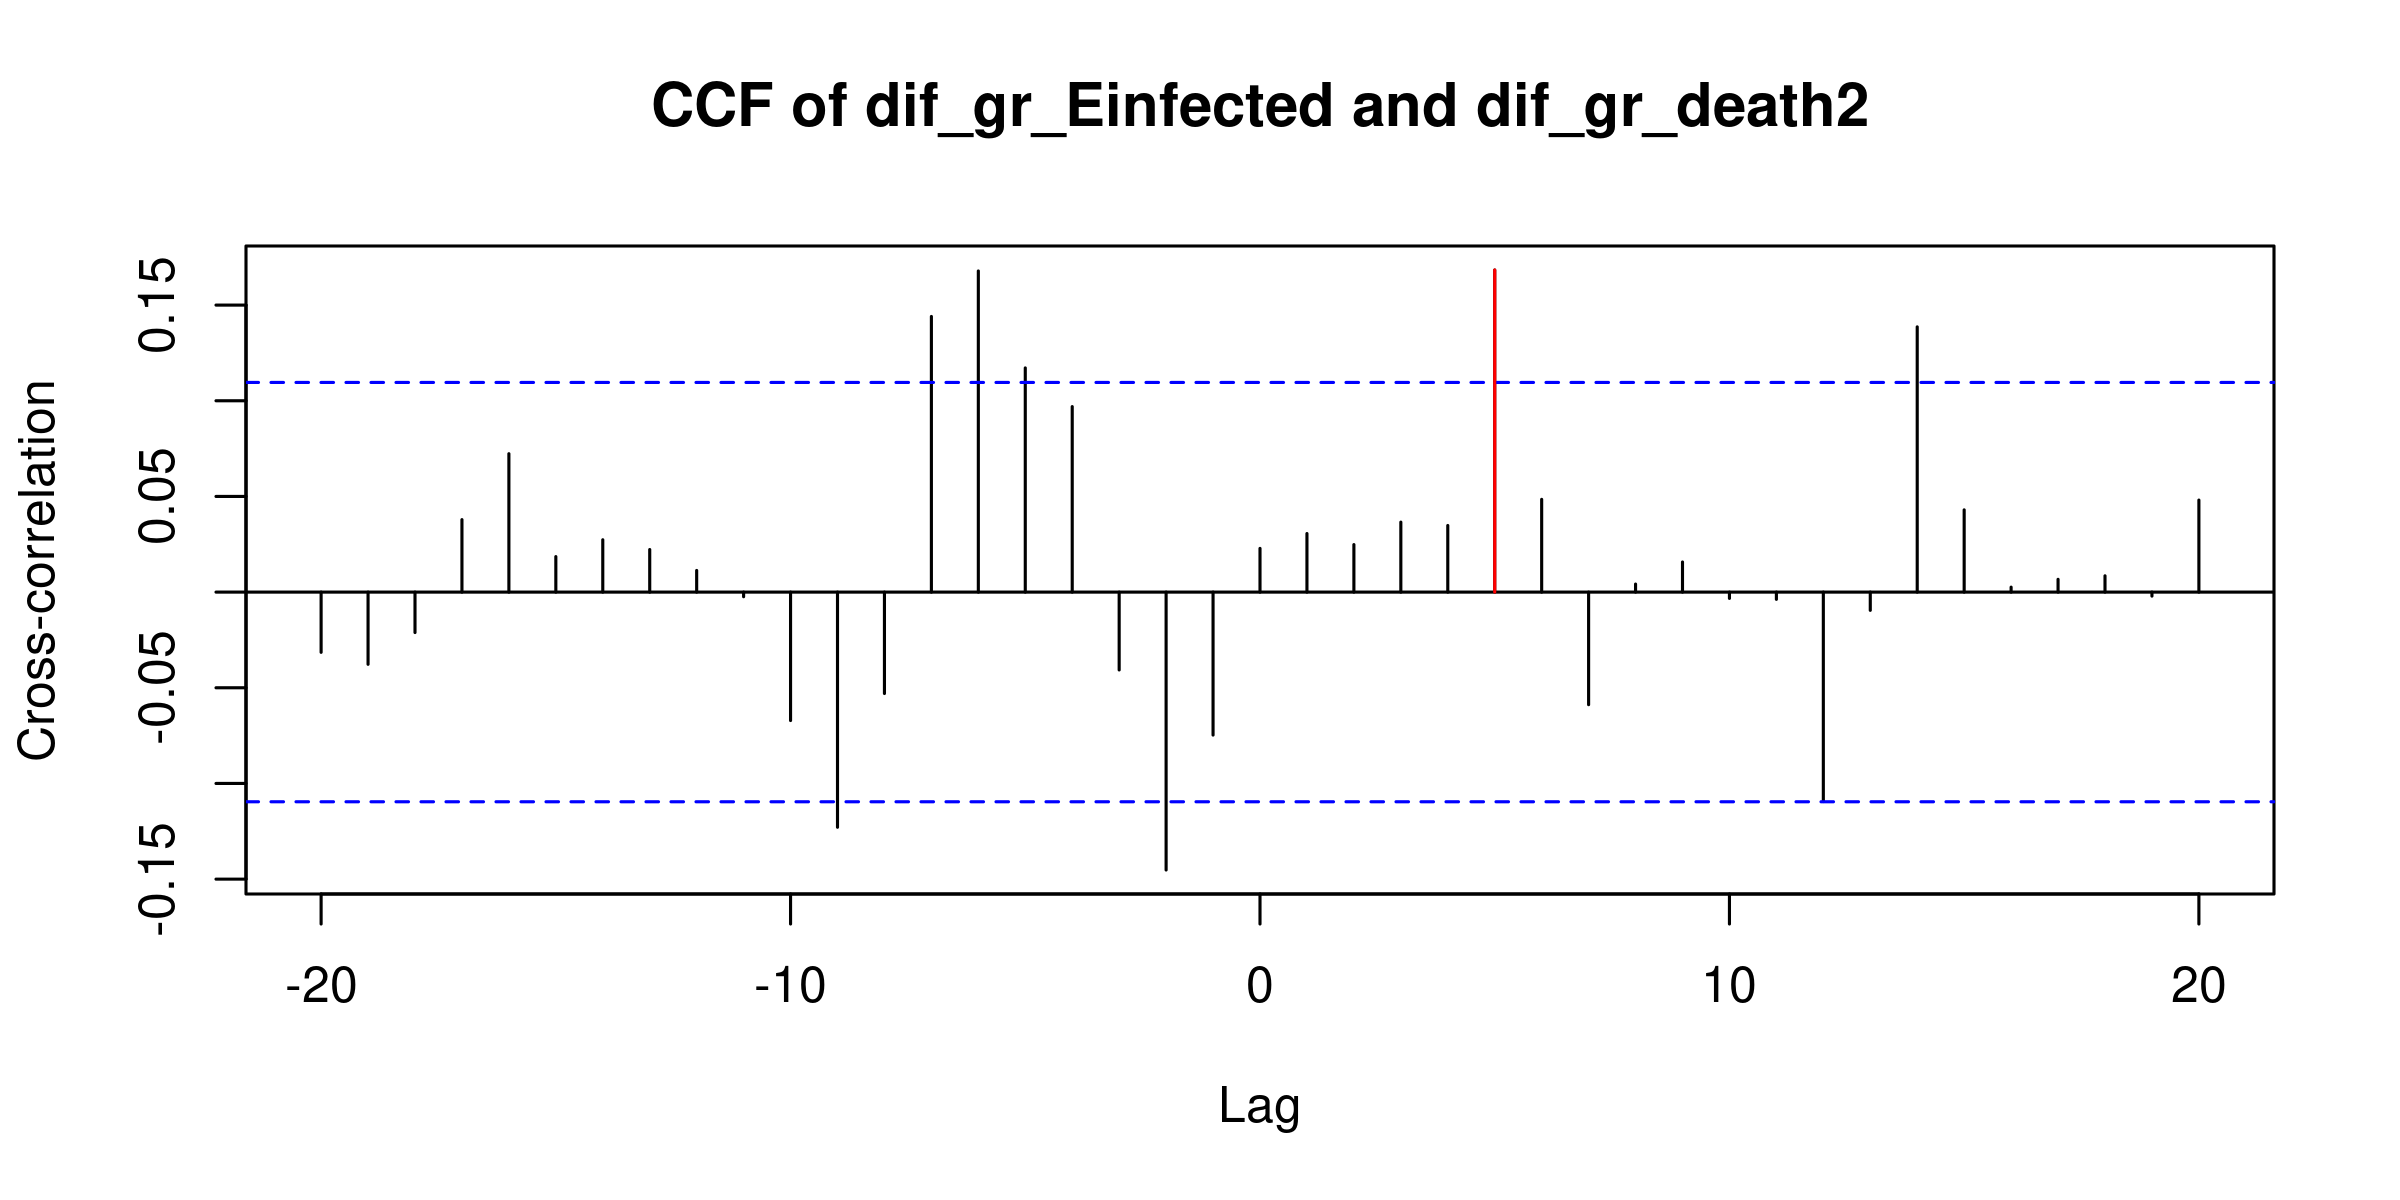 CCF of dif_gr_Einfected and dif_gr_death2
Cross-correlation
0.15
0.05
-0.05
-0.15
-20 -10 0 10 20
Lag